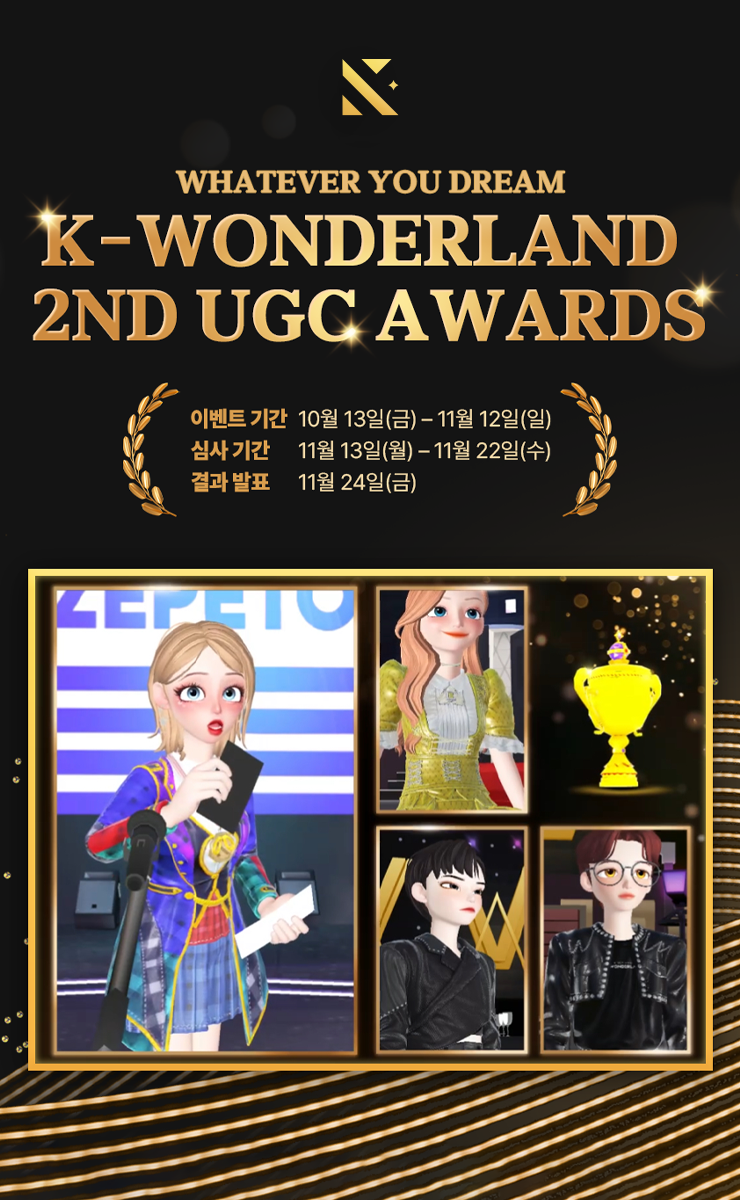 WHATEVER YOU DREAM
K-WONDERLAND
2ND UGC AWARDS
이벤트 기간 10월 13일(금) – 11월 12일(일)
심사 기간 11월 13일(월) – 11월 22일(수)
결과 발표 11월 24일(금)
ZEPETO